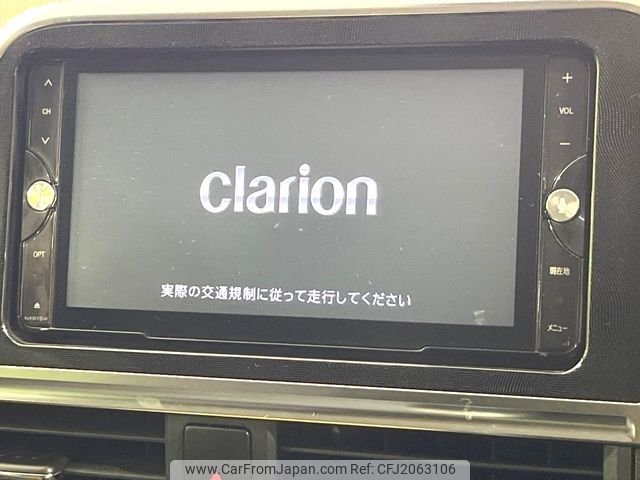 CH
OPT
clarion
実際の交通規制に従って走行してください
+
VOL
−
現在地
メニュー
www.CarFromJapan.com | Ref:CFJ2063106